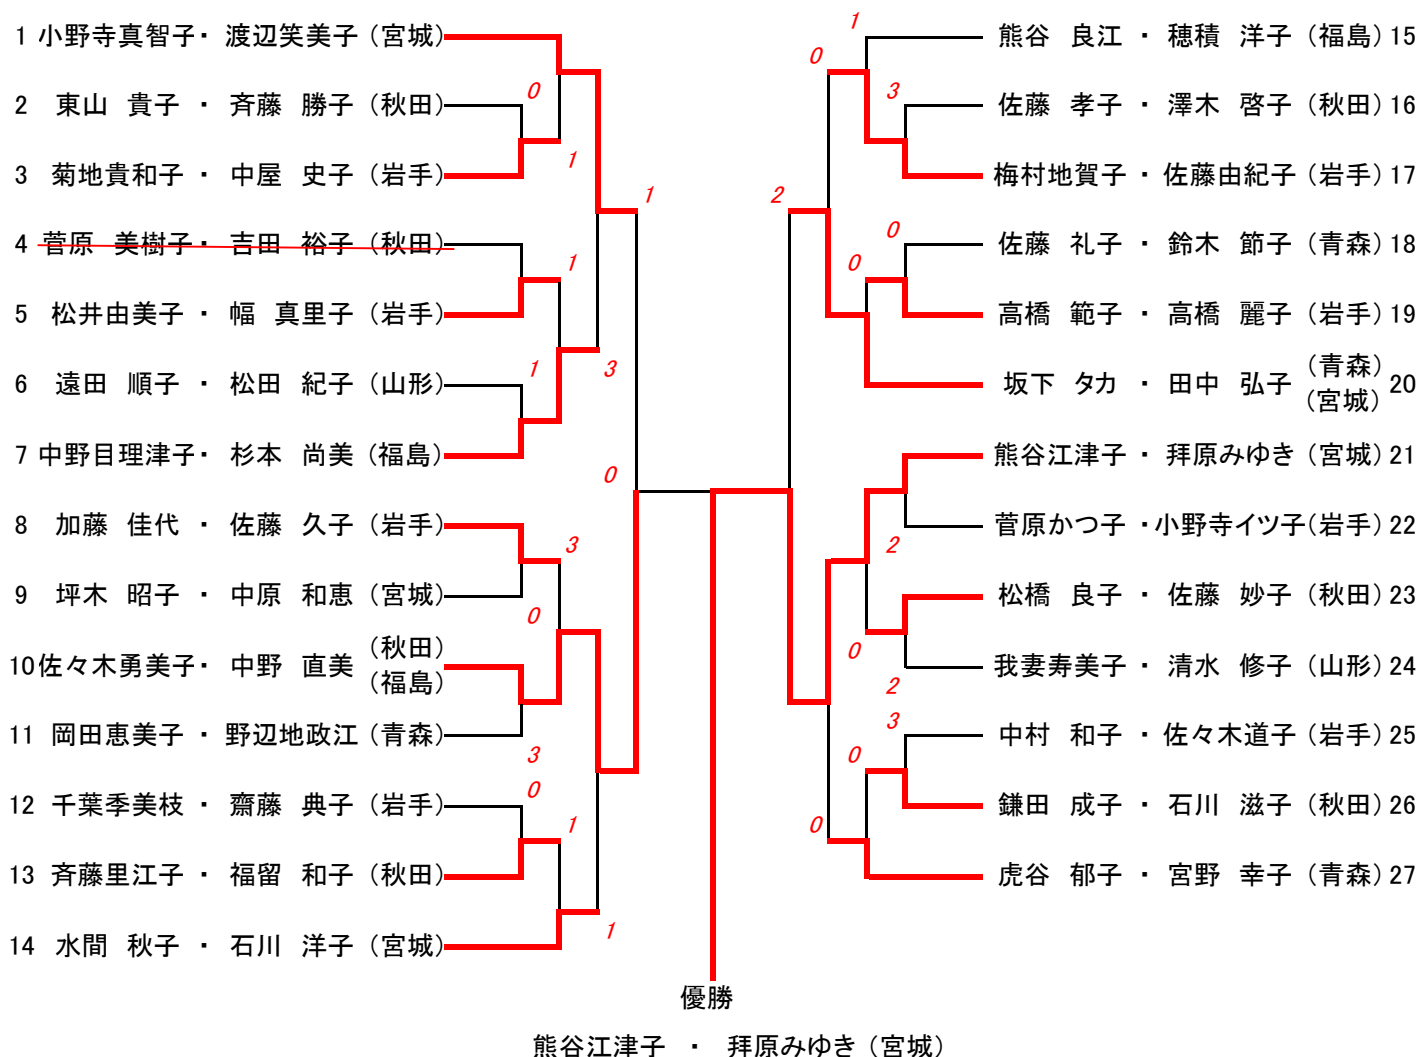 1 小野寺真智子・ 渡辺笑美子（宮城）
0
2 東山 貴子 ・ 斉藤 勝子（秋田）
3 菊地貴和子 ・ 中屋 史子（岩手）
1
1
4 菅原 美樹子・ 吉田 裕子（秋田）
1
5 松井由美子 ・ 幅 真里子（岩手）
1
3
6 遠田 順子 ・ 松田 紀子（山形）
7 中野目理津子・ 杉本 尚美（福島）
0
8 加藤 佳代 ・ 佐藤 久子（岩手）
3
9 坪木 昭子 ・ 中原 和恵（宮城）
0
10 佐々木勇美子・ 中野 直美 （秋田）
（福島）
11 岡田恵美子 ・ 野辺地政江（青森）
3
0
12 千葉季美枝 ・ 齋藤 典子（岩手）
1
13 斉藤里江子 ・ 福留 和子（秋田）
1
14 水間 秋子 ・ 石川 洋子（宮城）
1
熊谷 良江 ・ 穂積 洋子（福島）15
0
3
佐藤 孝子 ・ 澤木 啓子（秋田）16
梅村地賀子 ・ 佐藤由紀子（岩手）17
2
0
佐藤 礼子 ・ 鈴木 節子（青森）18
0
高橋 範子 ・ 高橋 麗子（岩手）19
（青森）
坂下 タカ ・ 田中 弘子 20
（宮城）
熊谷江津子 ・ 拜原みゆき（宮城）21
菅原かつ子 ・小野寺イツ子（岩手）22
2
松橋 良子 ・ 佐藤 妙子（秋田）23
0
我妻寿美子 ・ 清水 修子（山形）24
2
3
中村 和子 ・ 佐々木道子（岩手）25
0
鎌田 成子 ・ 石川 滋子（秋田）26
0
虎谷 郁子 ・ 宮野 幸子（青森）27
優勝
熊谷江津子 ・ 拜原みゆき（宮城）